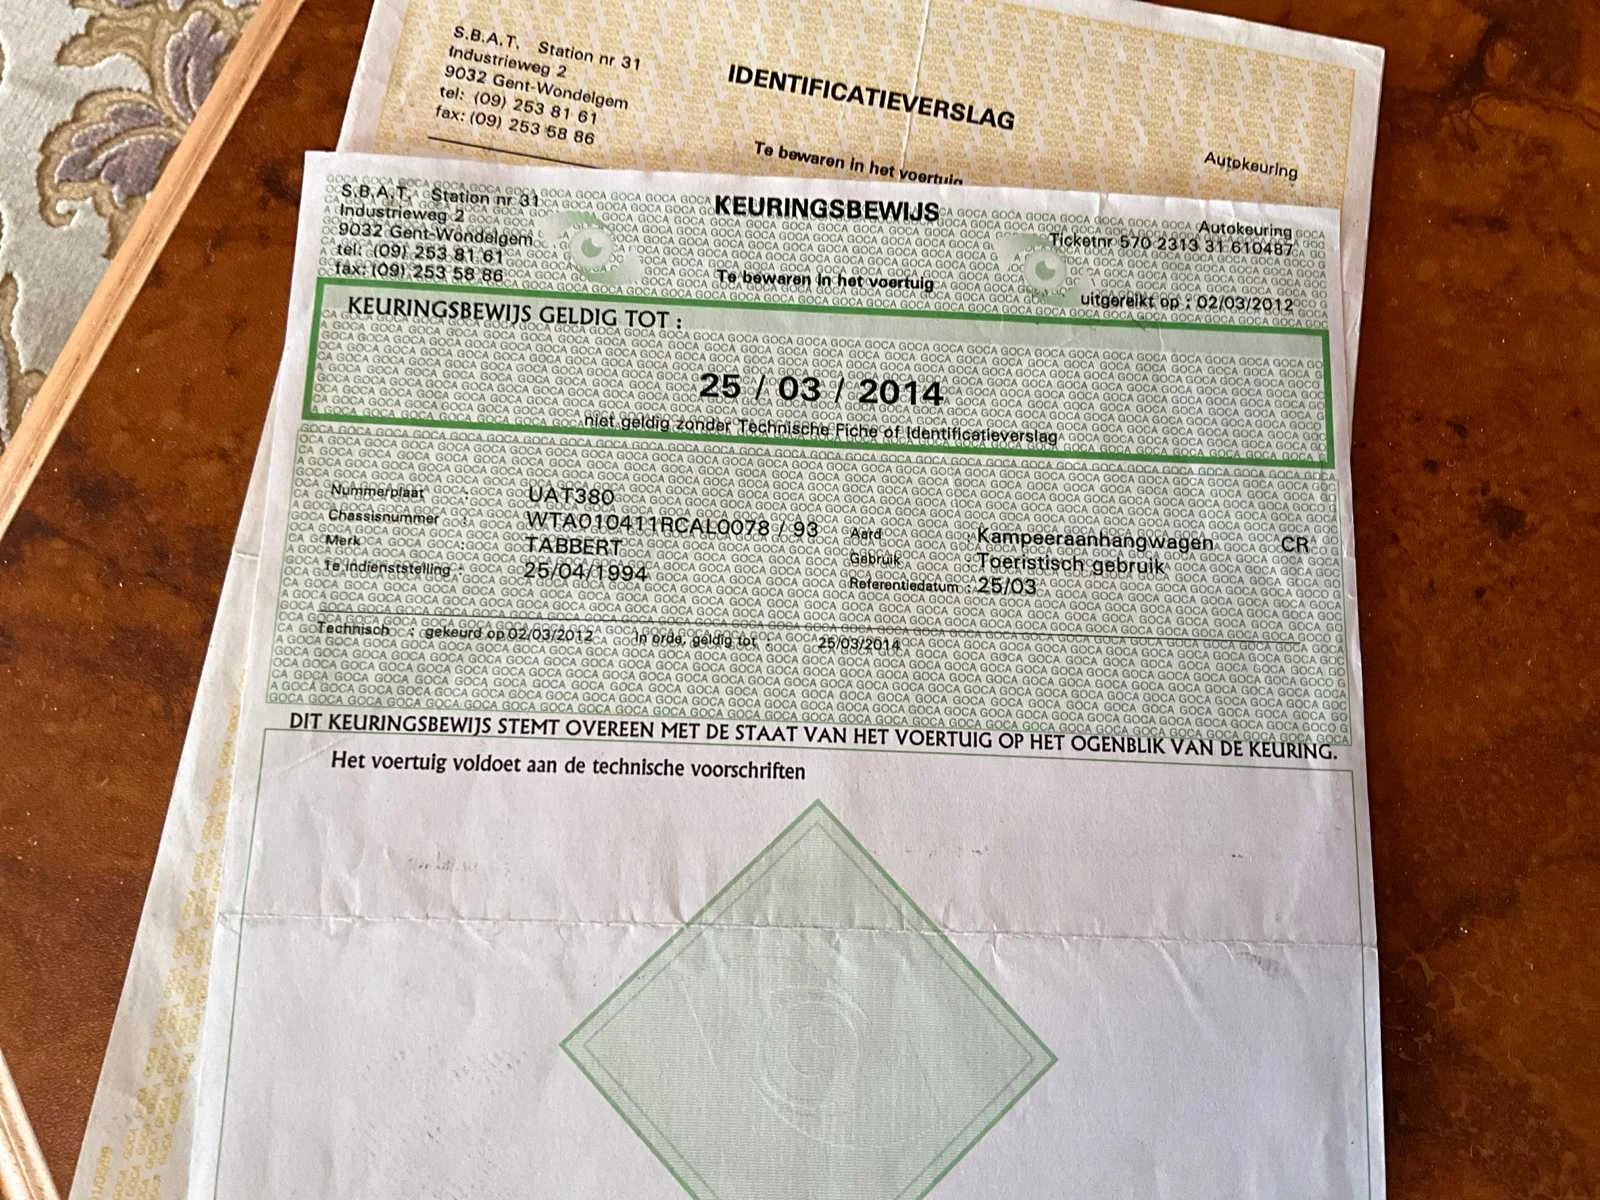 S.B.A.T. Station nr 31
Industrieweg 2
9032 Gent-Wondelgem
tel: (09) 253 81 61
fax: (09) 253 58 86
IDENTIFICATIEVERSLAG
Te bewaren in het voertuig
Autokeuring
S.B.A.T. Station nr 31
Industrieweg 2
9032 Gent-Wondelgem
tel: (09) 253 81 61
fax: (09) 253 58 86
KEURINGSBEWIJS
Te bewaren in het voertuig
Autokeuring
Ticketnr 570 2313 31 610487
uitgereikt op : 02/03/2012
KEURINGSBEWIJS GELDIG TOT :
25 / 03 / 2014
niet geldig zonder Technische Fiche of Identificatieverslag
Nummerplaat : UAT380
Chassisnummer : WTA010411RCAL0078 / 93
Merk : TABBERT
1e indienststelling : 25/04/1994
Aard : Kampeeraanhangwagen CR
Gebruik : Toeristisch gebruik
Referentiedatum : 25/03
Technisch : gekeurd op 02/03/2012 In orde, geldig tot : 25/03/2014
DIT KEURINGSBEWIJS STEMT OVEREEN MET DE STAAT VAN HET VOERTUIG OP HET OGENBLIK VAN DE KEURING.
Het voertuig voldoet aan de technische voorschriften